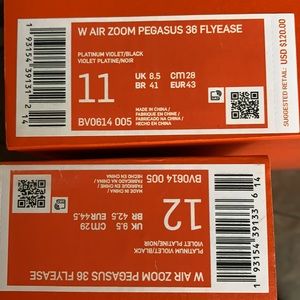 W AIR ZOOM PEGASUS 36 FLYEASE
PLATINUM VIOLET/BLACK
VIOLET PLATINE/NOIR
11
UK 8.5 CM 28
BR 41 EUR 43
BV0614 005
MADE IN CHINA /
FABRIQUÉ EN CHINE /
HECHO EN CHINA
SUGGESTED RETAIL:
USD $120.00
1 93154 39131 2 14
W AIR ZOOM PEGASUS 36 FLYEASE
PLATINUM VIOLET/BLACK
VIOLET PLATINE/NOIR
12
UK 9.5 CM 29
BR 42.5 EUR 44.5
BV0614 005
MADE IN CHINA /
FABRIQUÉ EN CHINE /
HECHO EN CHINA
1 93154 39133 6 14